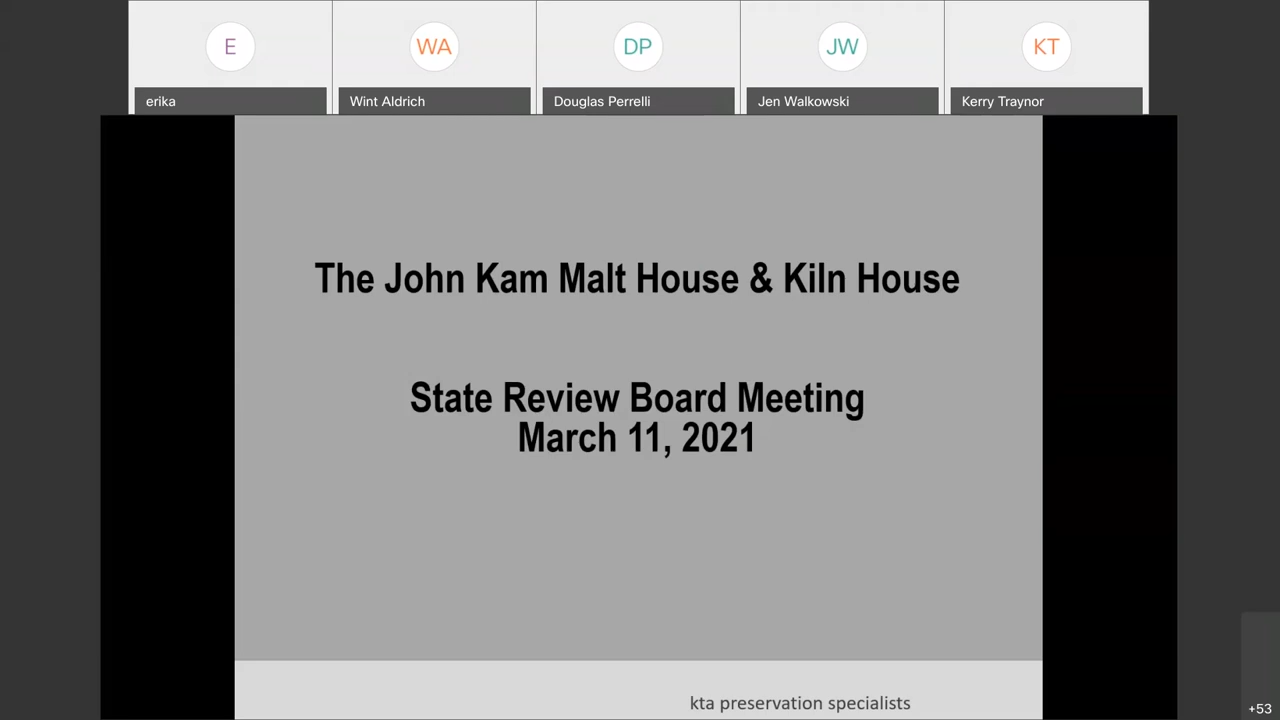 E
WA
DP
JW
KT
erika
Wint Aldrich
Douglas Perrelli
Jen Walkowski
Kerry Traynor
The John Kam Malt House & Kiln House
State Review Board Meeting
March 11, 2021
kta preservation specialists
+53